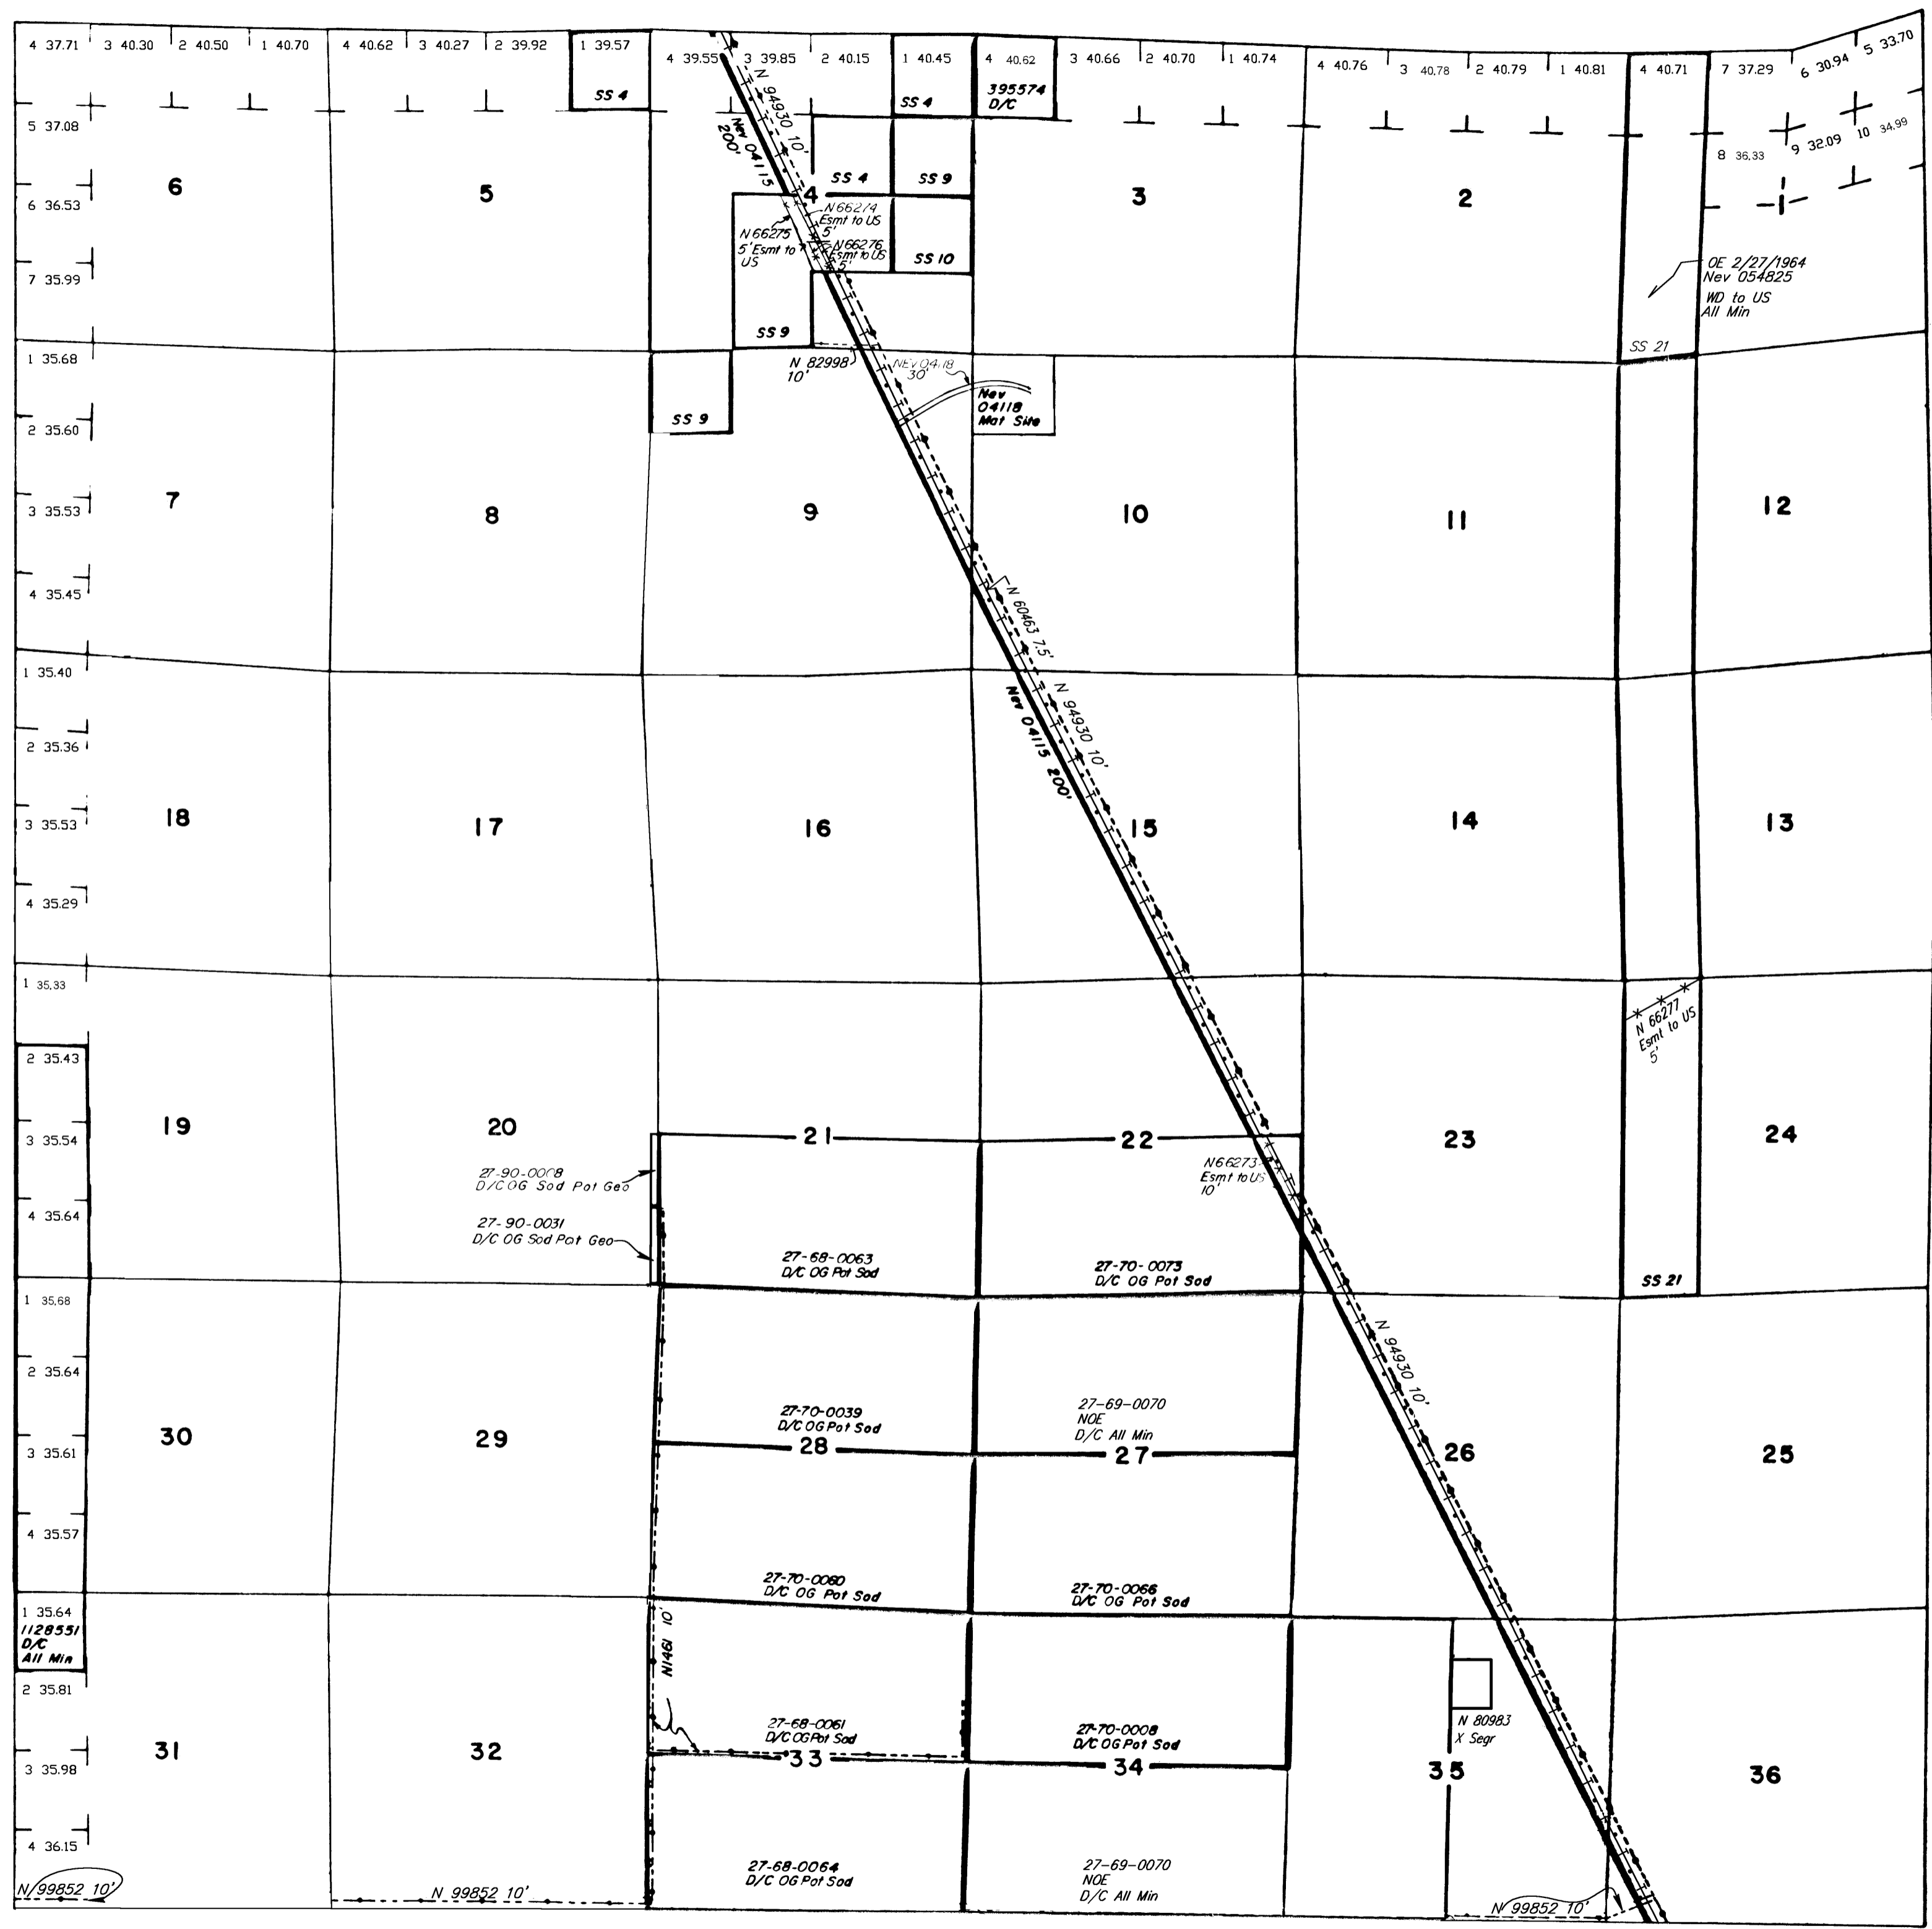 4 37.71 3 40.30 2 40.50 1 40.70 4 40.62 3 40.27 2 39.92 1 39.57
SS 4
4 39.55 3 39.85 2 40.15 1 40.45
SS 4
4 40.62
395574
D/C
3 40.66 2 40.70 1 40.74 4 40.76 3 40.78 2 40.79 1 40.81 4 40.71 7 37.29 6 30.94 5 33.70
8 36.33 9 32.09 10 34.99
5 37.08
6 36.53
7 35.99
6
5
N 94930 10'
Nev 04115
200'
4
SS 4
SS 9
SS 10
SS 9
N66274
Esmt to US
5'
N66275
5' Esmt to
US
N66276
Esmt to US
5'
3
2
OE 2/27/1964
Nev 054825
WD to US
All Min
SS 21
1 35.68
2 35.60
3 35.53
4 35.45
7
8
SS 9
N 82998
10'
NEV 04118
30'
Nev
04118
Mat Site
9
10
11
12
N 60463 7.5'
1 35.40
2 35.36
3 35.53
4 35.29
18
17
16
Nev 04115 200'
N 94930 10'
15
14
13
1 35.33
2 35.43
3 35.54
4 35.64
19
20
27-90-0008
D/C OG Sod Pot Geo
27-90-0031
D/C OG Sod Pot Geo
21
27-68-0063
D/C OG Pot Sod
22
27-70-0073
D/C OG Pot Sod
N66273
Esmt to US
10'
23
N 66277
Esmt to US
5'
24
SS 21
1 35.68
2 35.64
3 35.61
4 35.57
30
29
27-70-0039
D/C OG Pot Sod
28
27-70-0060
D/C OG Pot Sod
27-69-0070
NOE
D/C All Min
27
27-70-0066
D/C OG Pot Sod
N 94930 10'
26
25
1 35.64
1128551
D/C
All Min
2 35.81
3 35.98
4 36.15
31
32
N1461 10'
27-68-0061
D/C OG Pot Sod
33
27-68-0064
D/C OG Pot Sod
27-70-0008
D/C OG Pot Sod
34
27-69-0070
NOE
D/C All Min
N 80983
X Segr
35
36
N 99852 10'
N 99852 10'
N 99852 10'